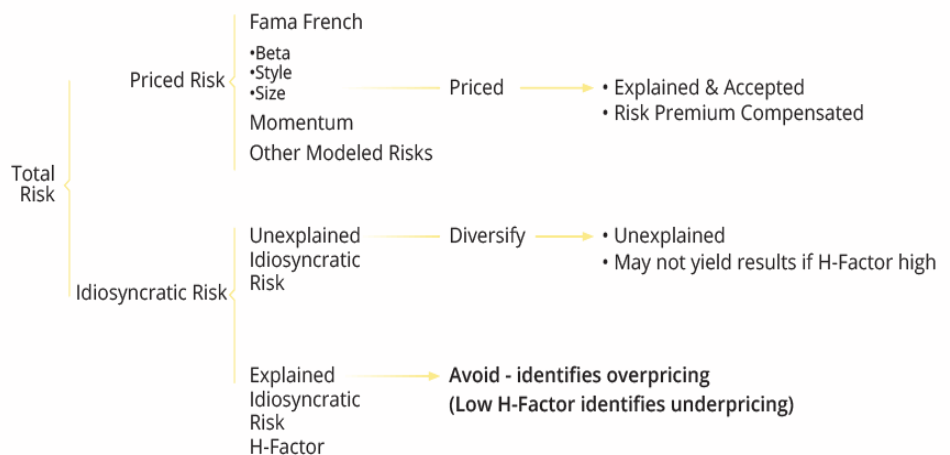 Total
Risk
Priced Risk
Fama French
•Beta
•Style
•Size
Momentum
Other Modeled Risks
Priced
• Explained & Accepted
• Risk Premium Compensated
Idiosyncratic Risk
Unexplained
Idiosyncratic
Risk
Diversify
• Unexplained
• May not yield results if H-Factor high
Explained
Idiosyncratic
Risk
H-Factor
Avoid - identifies overpricing
(Low H-Factor identifies underpricing)